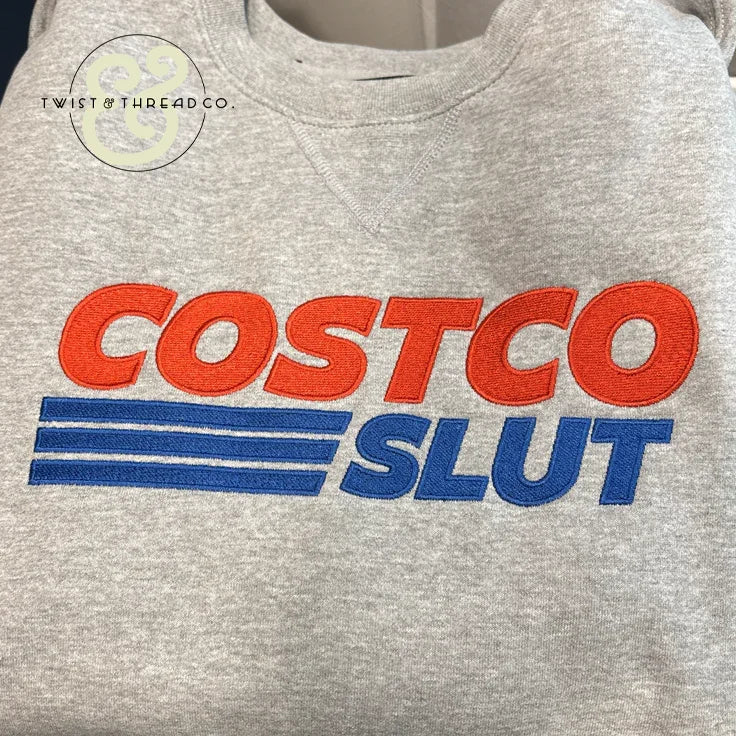 TWIST & THREAD CO.
COSTCO
SLUT